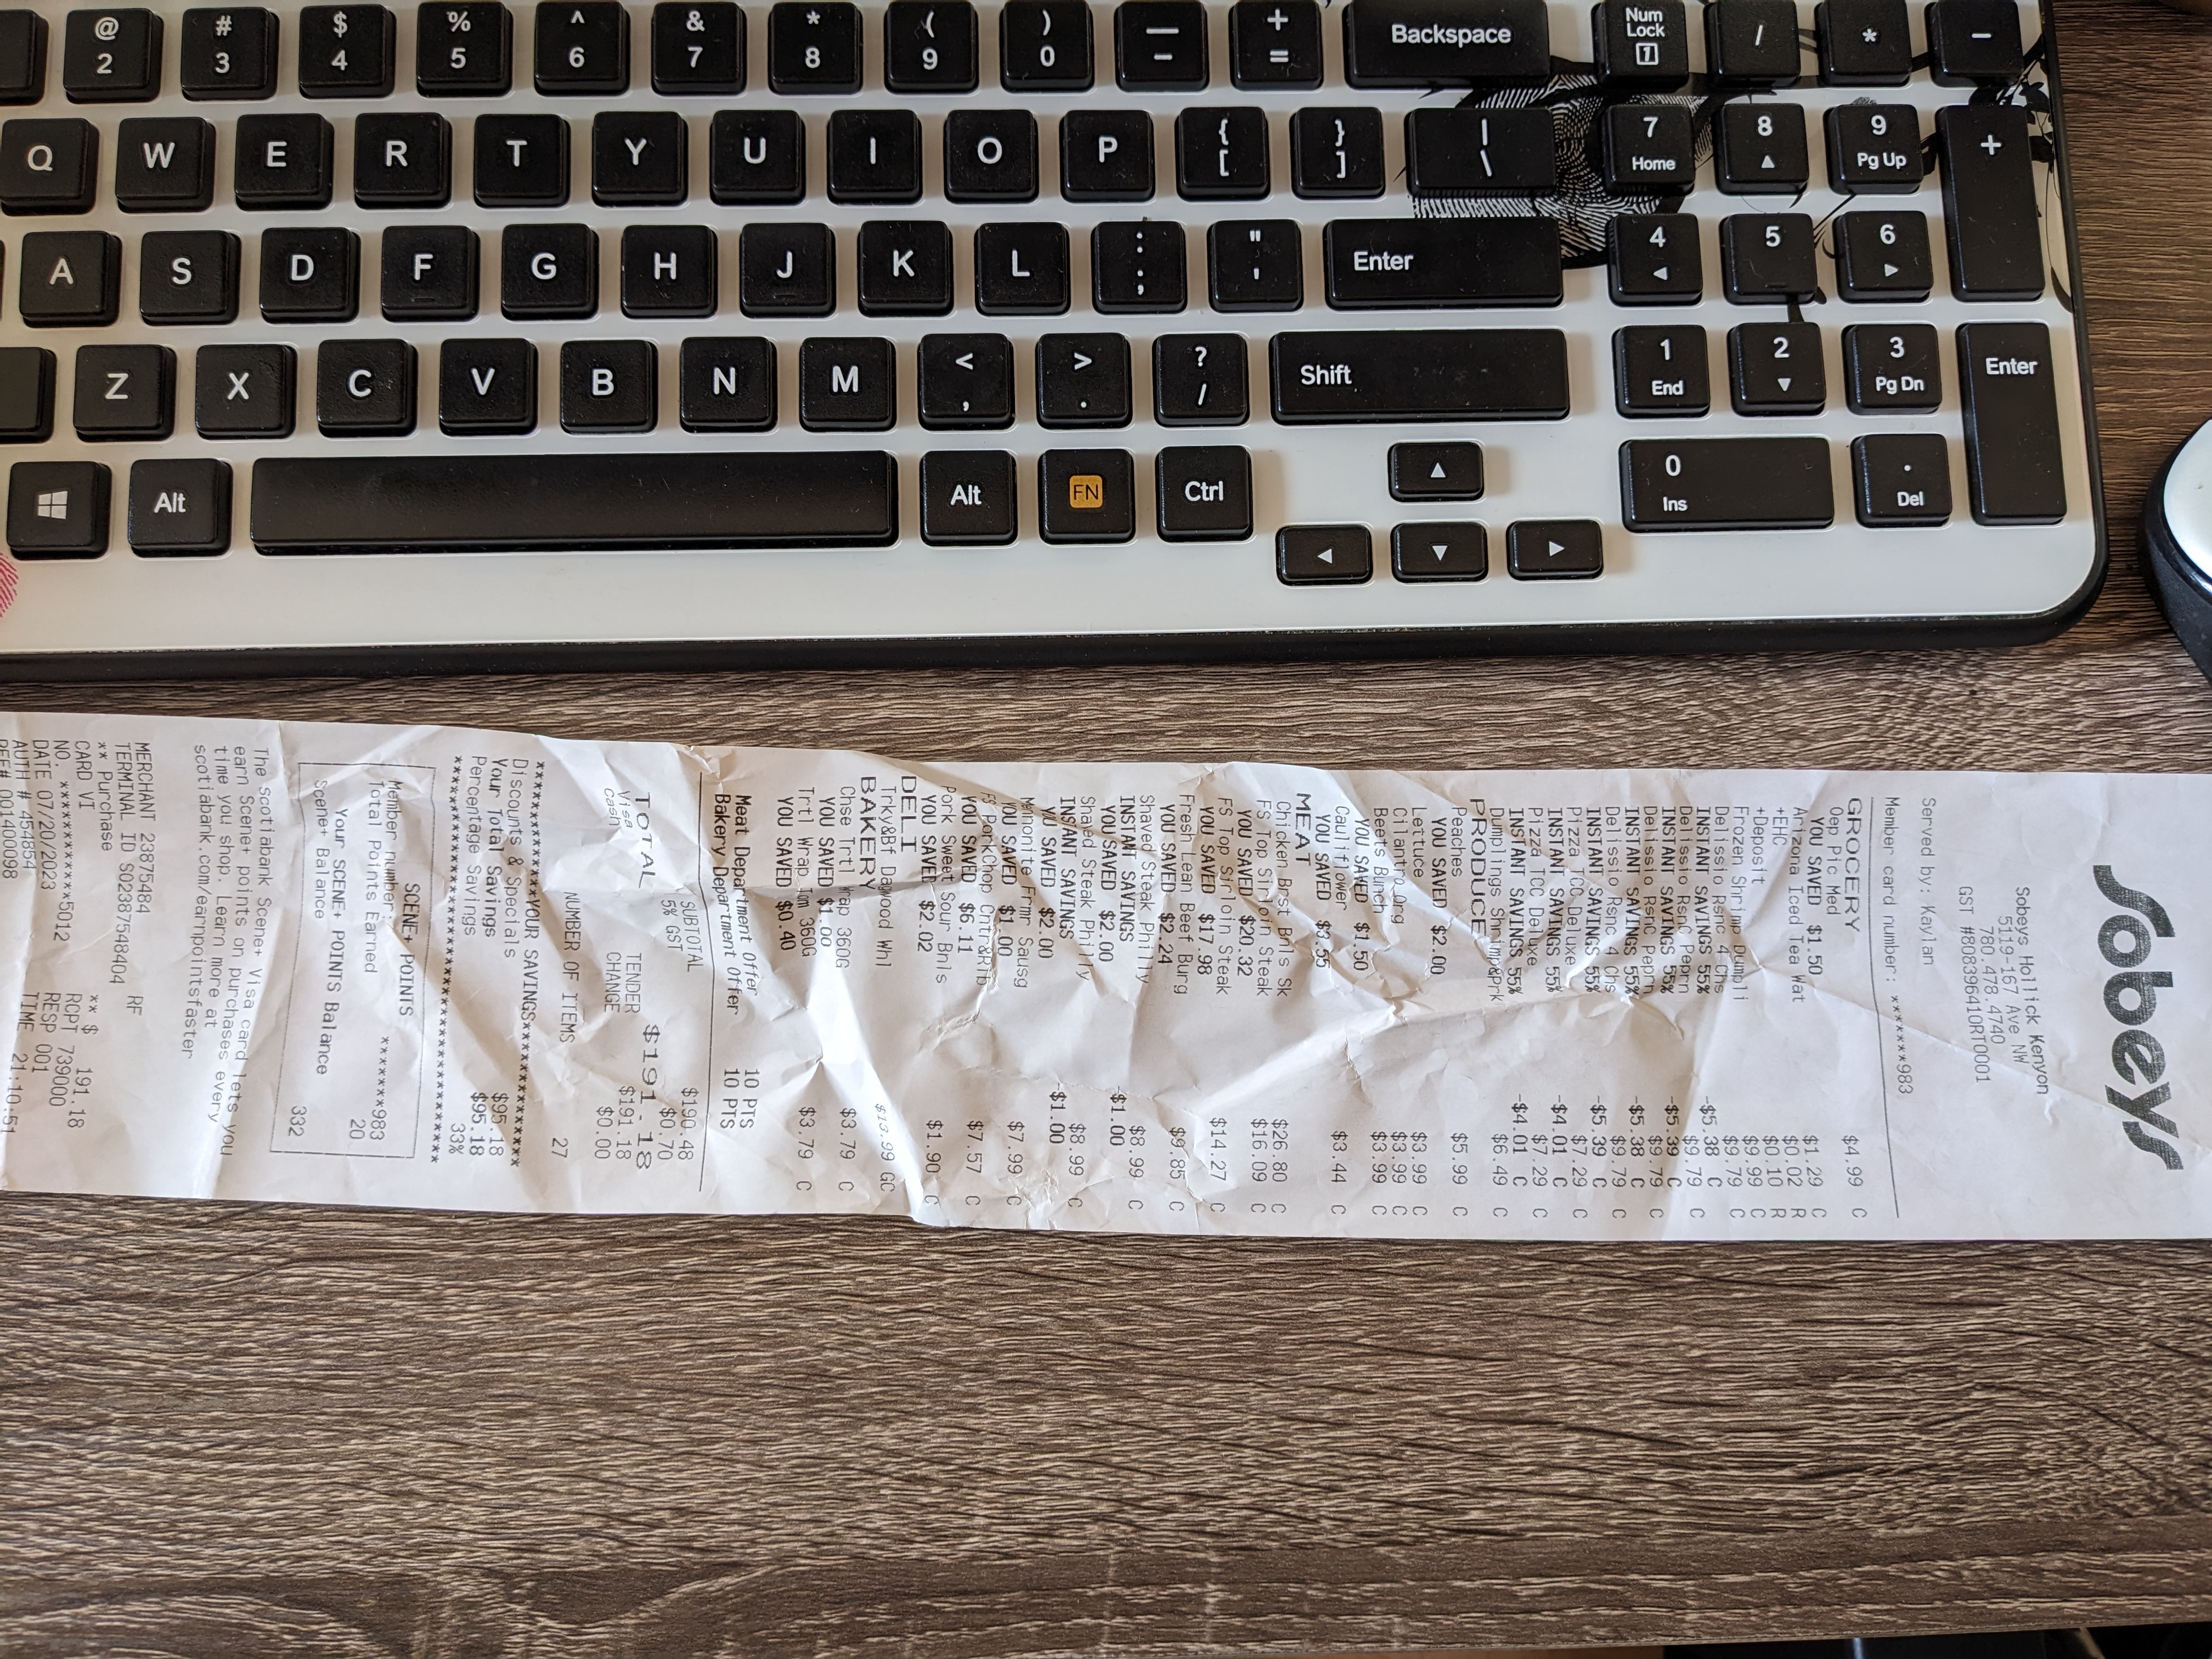 @ 2
# 3
$ 4
% 5
^ 6
& 7
* 8
( 9
) 0
— -
+ =
Backspace
Num Lock 1
/
*
-
Q W E R T Y U I O P { [ } ] | \
7 Home
8
9 Pg Up
+
A S D F G H J K L : ; " ' Enter
4
5
6
Z X C V B N M < , > . ? / Shift
1 End
2
3 Pg Dn
Enter
Alt Alt FN Ctrl
0 Ins
. Del
Sobeys
Sobeys Hollick Kenyon
5119-167 Ave NW
780.478.4740
GST #808396410RT0001
Served by: Kaylan
Member card number: ********983
GROCERY
Oep Pic Med $4.99 C
YOU SAVED $1.50
Arizona Iced Tea Wat $1.29 C
+EHC $0.02 R
+Deposit $0.10 R
Frozen Shrimp Dumpli $9.99 C
Delissio Rsnc 4 Chs $9.79 C
INSTANT SAVINGS 55% -$5.38 C
Delissio Rsnc Peprn $9.79 C
INSTANT SAVINGS 55% -$5.39 C
Delissio Rsnc Peprn $9.79 C
INSTANT SAVINGS 55% -$5.38 C
Delissio Rsnc 4 Chs $9.79 C
INSTANT SAVINGS 55% -$5.39 C
Pizza TCC Deluxe $7.29 C
INSTANT SAVINGS 55% -$4.01 C
Pizza TCC Deluxe $7.29 C
INSTANT SAVINGS 55% -$4.01 C
Dumplings Shrimp&Prk $6.49 C
PRODUCE
Peaches $5.99 C
YOU SAVED $2.00
Lettuce $3.99 C
Cilantro Org $3.99 C
Beets Bunch $3.99 C
YOU SAVED $1.50
Cauliflower $3.44 C
YOU SAVED $3.55
MEAT
Chicken Brst Bnls Sk $26.80 C
FS Top Sirloin Steak $16.09 C
YOU SAVED $20.32
FS Top Sirloin Steak $14.27 C
YOU SAVED $17.98
Fresh Lean Beef Burg $9.85 C
YOU SAVED $2.24
Shaved Steak Philly $8.99 C
INSTANT SAVINGS -$1.00
YOU SAVED $2.00
Shaved Steak Philly $8.99 C
INSTANT SAVINGS -$1.00
YOU SAVED $2.00
Mennonite Frmr Sausg $7.99 C
YOU SAVED $1.00
FS PorkChop Cntr&Rib $7.57 C
YOU SAVED $6.11
Pork Sweet Sour Bnls $1.90 C
YOU SAVED $2.02
DELI
Trky&Bf Dagwood Whl $13.99 GC
BAKERY
Chse Trtl Wrap 360G $3.79 C
YOU SAVED $1.00
Trtl Wrap Tom 360G $3.79 C
YOU SAVED $0.40
Meat Department Offer 10 PTS
Bakery Department Offer 10 PTS
SUBTOTAL $190.48
5% GST $0.70
TOTAL $191.18
Visa TENDER $191.18
Cash CHANGE $0.00
NUMBER OF ITEMS 27
**********YOUR SAVINGS**********
Discounts & Specials $95.18
Your Total Savings $95.18
Percentage Savings 33%
********************************
SCENE+ POINTS
Member number: ********983
Total Points Earned 20
Your SCENE+ POINTS Balance
Scene+ Balance 332
The Scotiabank Scene+ Visa card lets you
earn Scene+ points on purchases every
time you shop. Learn more at
scotiabank.com/earnpointsfaster
MERCHANT 23875484 RF
TERMINAL ID S02387548404
** Purchase ** $ 191.18
CARD VI RCPT 7390000
NO. ************5012 RESP 001
DATE 07/20/2023 TIME 21:10:51
AUTH # 454851
REF# 001400098